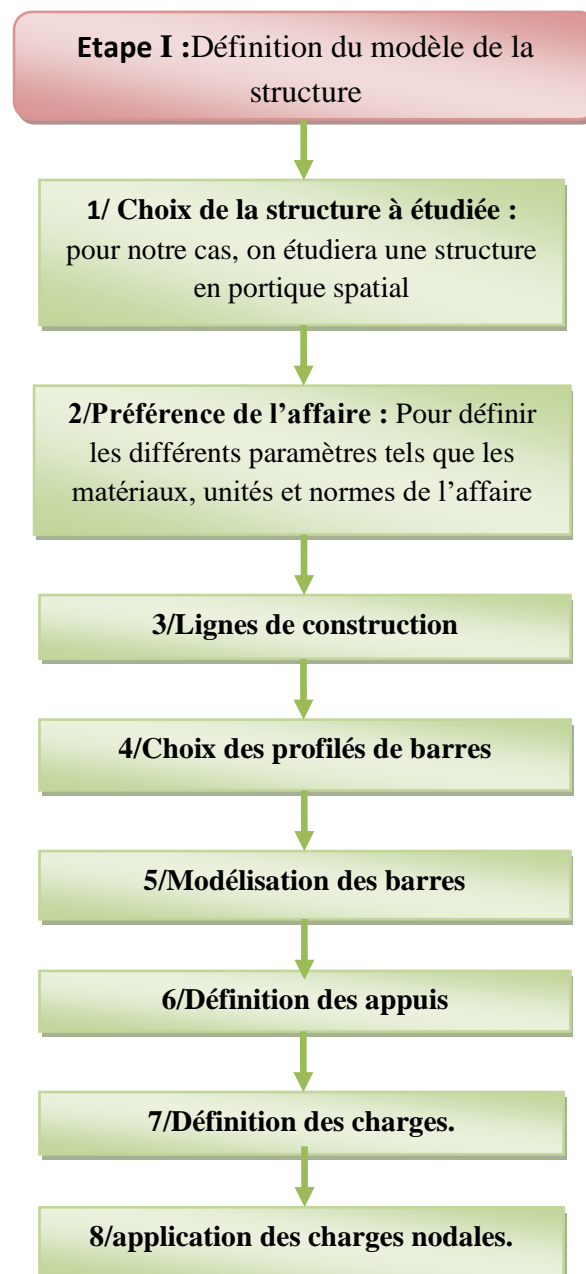 Etape I :Définition du modèle de la
structure
1/ Choix de la structure à étudiée :
pour notre cas, on étudiera une structure
en portique spatial
2/Préférence de l’affaire : Pour définir
les différents paramètres tels que les
matériaux, unités et normes de l’affaire
3/Lignes de construction
4/Choix des profilés de barres
5/Modélisation des barres
6/Définition des appuis
7/Définition des charges.
8/application des charges nodales.